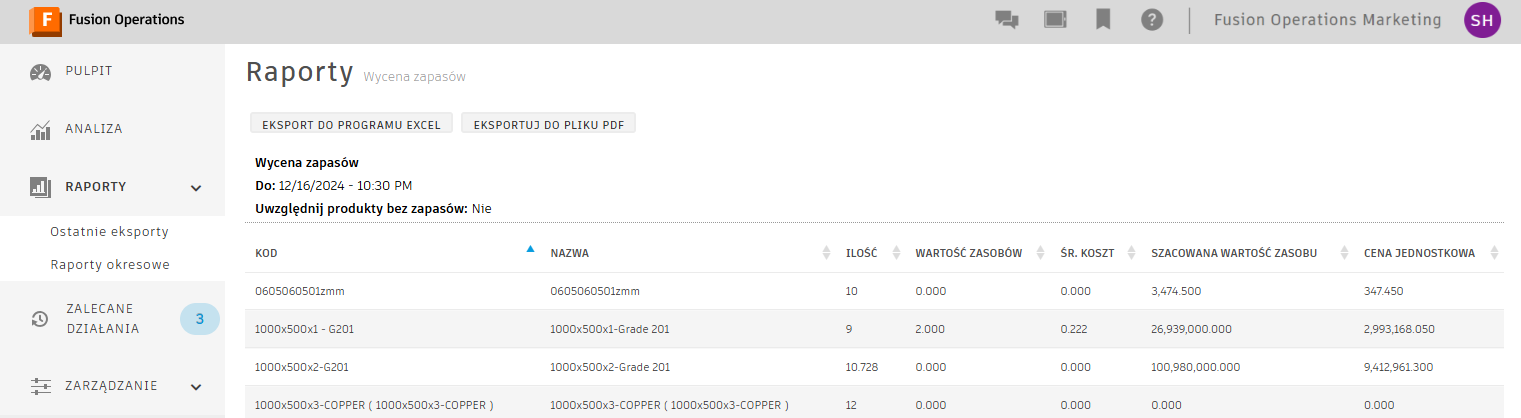 F Fusion Operations
Fusion Operations Marketing SH
PULPIT
ANALIZA
RAPORTY
Ostatnie eksporty
Raporty okresowe
ZALECANE
DZIAŁANIA
3
ZARZĄDZANIE
Raporty Wycena zapasów
EKSPORT DO PROGRAMU EXCEL EKSPORTUJ DO PLIKU PDF
Wycena zapasów
Do: 12/16/2024 - 10:30 PM
Uwzględnij produkty bez zapasów: Nie
KOD NAZWA ILOŚĆ WARTOŚĆ ZASOBÓW ŚR. KOSZT SZACOWANA WARTOŚĆ ZASOBU CENA JEDNOSTKOWA
0605060501zmm 0605060501zmm 10 0.000 0.000 3,474.500 347.450
1000x500x1 - G201 1000x500x1-Grade 201 9 2.000 0.222 26,939,000.000 2,993,168.050
1000x500x2-G201 1000x500x2-Grade 201 10.728 0.000 0.000 100,980,000.000 9,412,961.300
1000x500x3-COPPER ( 1000x500x3-COPPER ) 1000x500x3-COPPER ( 1000x500x3-COPPER ) 12 0.000 0.000 0.000 0.000